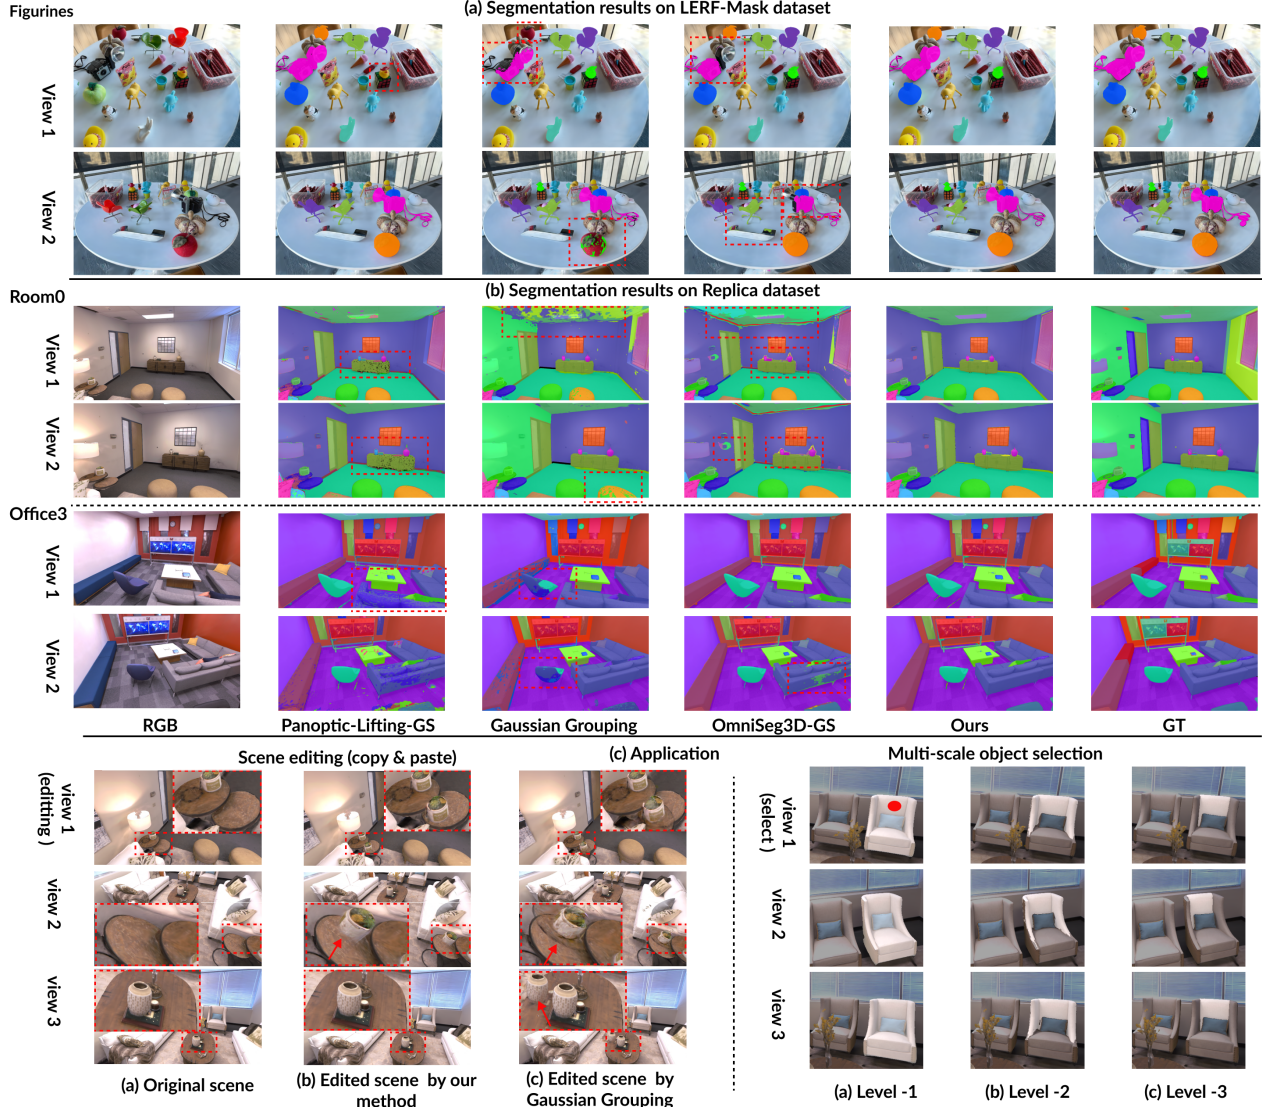 (a) Segmentation results on LERF-Mask dataset
Figurines
View 1
View 2
(b) Segmentation results on Replica dataset
Room0
View 1
View 2
Office3
View 1
View 2
RGB
Panoptic-Lifting-GS
Gaussian Grouping
OmniSeg3D-GS
Ours
GT
(c) Application
Scene editing (copy & paste)
view 1
(editting )
view 2
view 3
(a) Original scene
(b) Edited scene by our
method
(c) Edited scene by
Gaussian Grouping
Multi-scale object selection
view 1
(select )
view 2
view 3
(a) Level -1
(b) Level -2
(c) Level -3